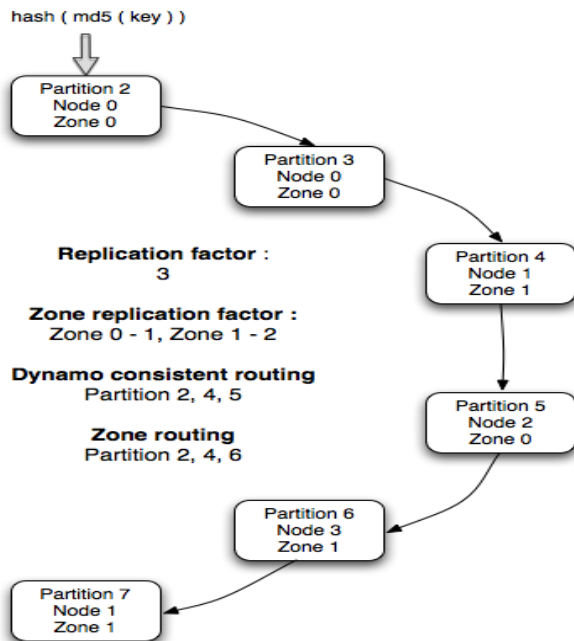 hash ( md5 ( key ) )
Partition 2
Node 0
Zone 0
Partition 3
Node 0
Zone 0
Partition 4
Node 1
Zone 1
Replication factor :
3
Zone replication factor :
Zone 0 - 1, Zone 1 - 2
Dynamo consistent routing
Partition 2, 4, 5
Zone routing
Partition 2, 4, 6
Partition 5
Node 2
Zone 0
Partition 6
Node 3
Zone 1
Partition 7
Node 1
Zone 1